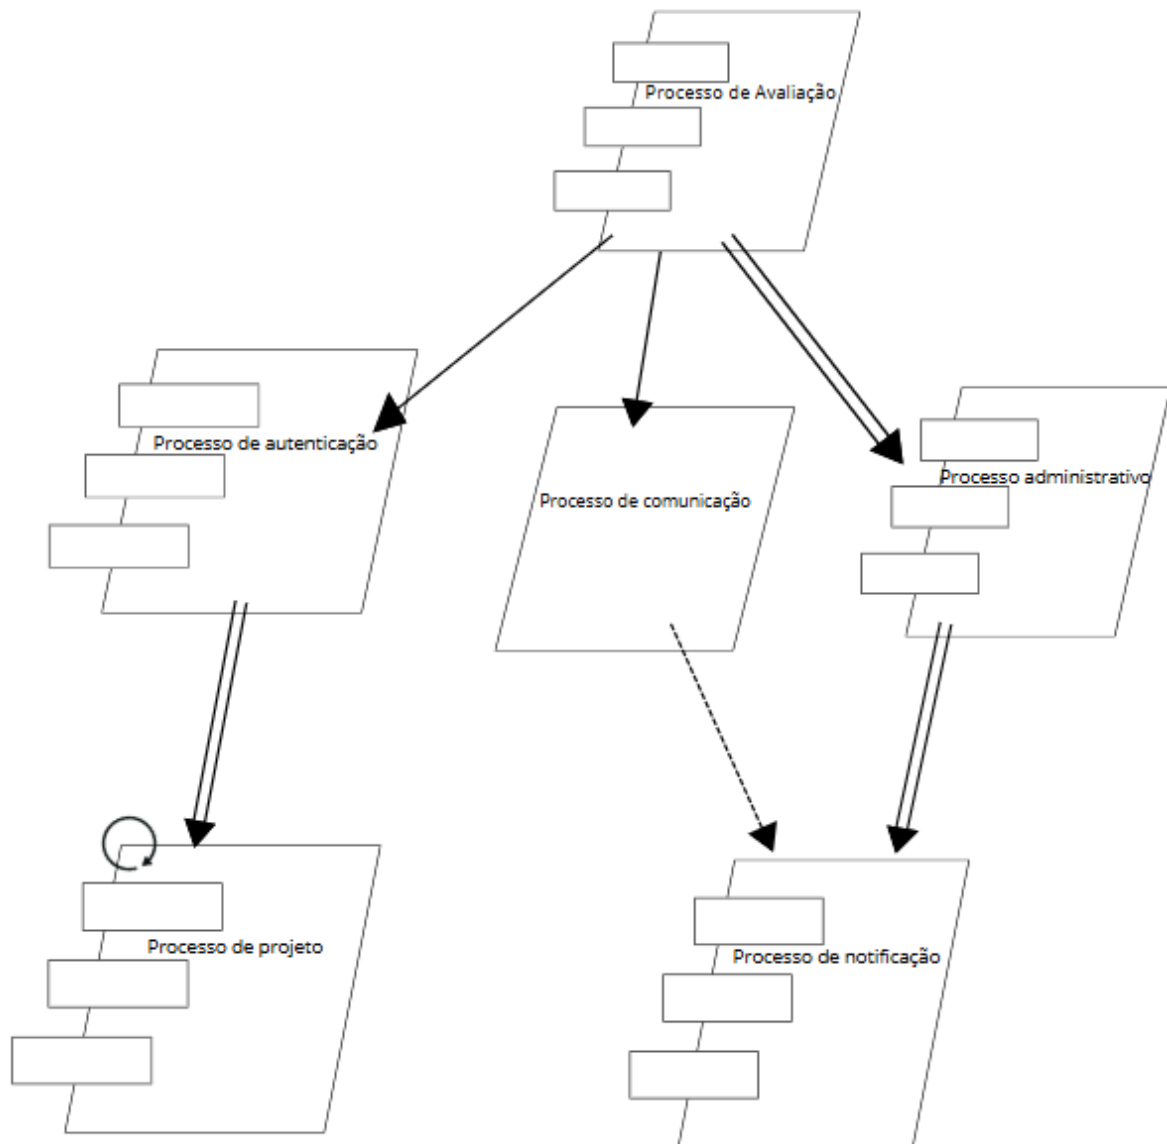 Processo de Avaliação
Processo de autenticação
Processo de comunicação
Processo administrativo
Processo de projeto
Processo de notificação